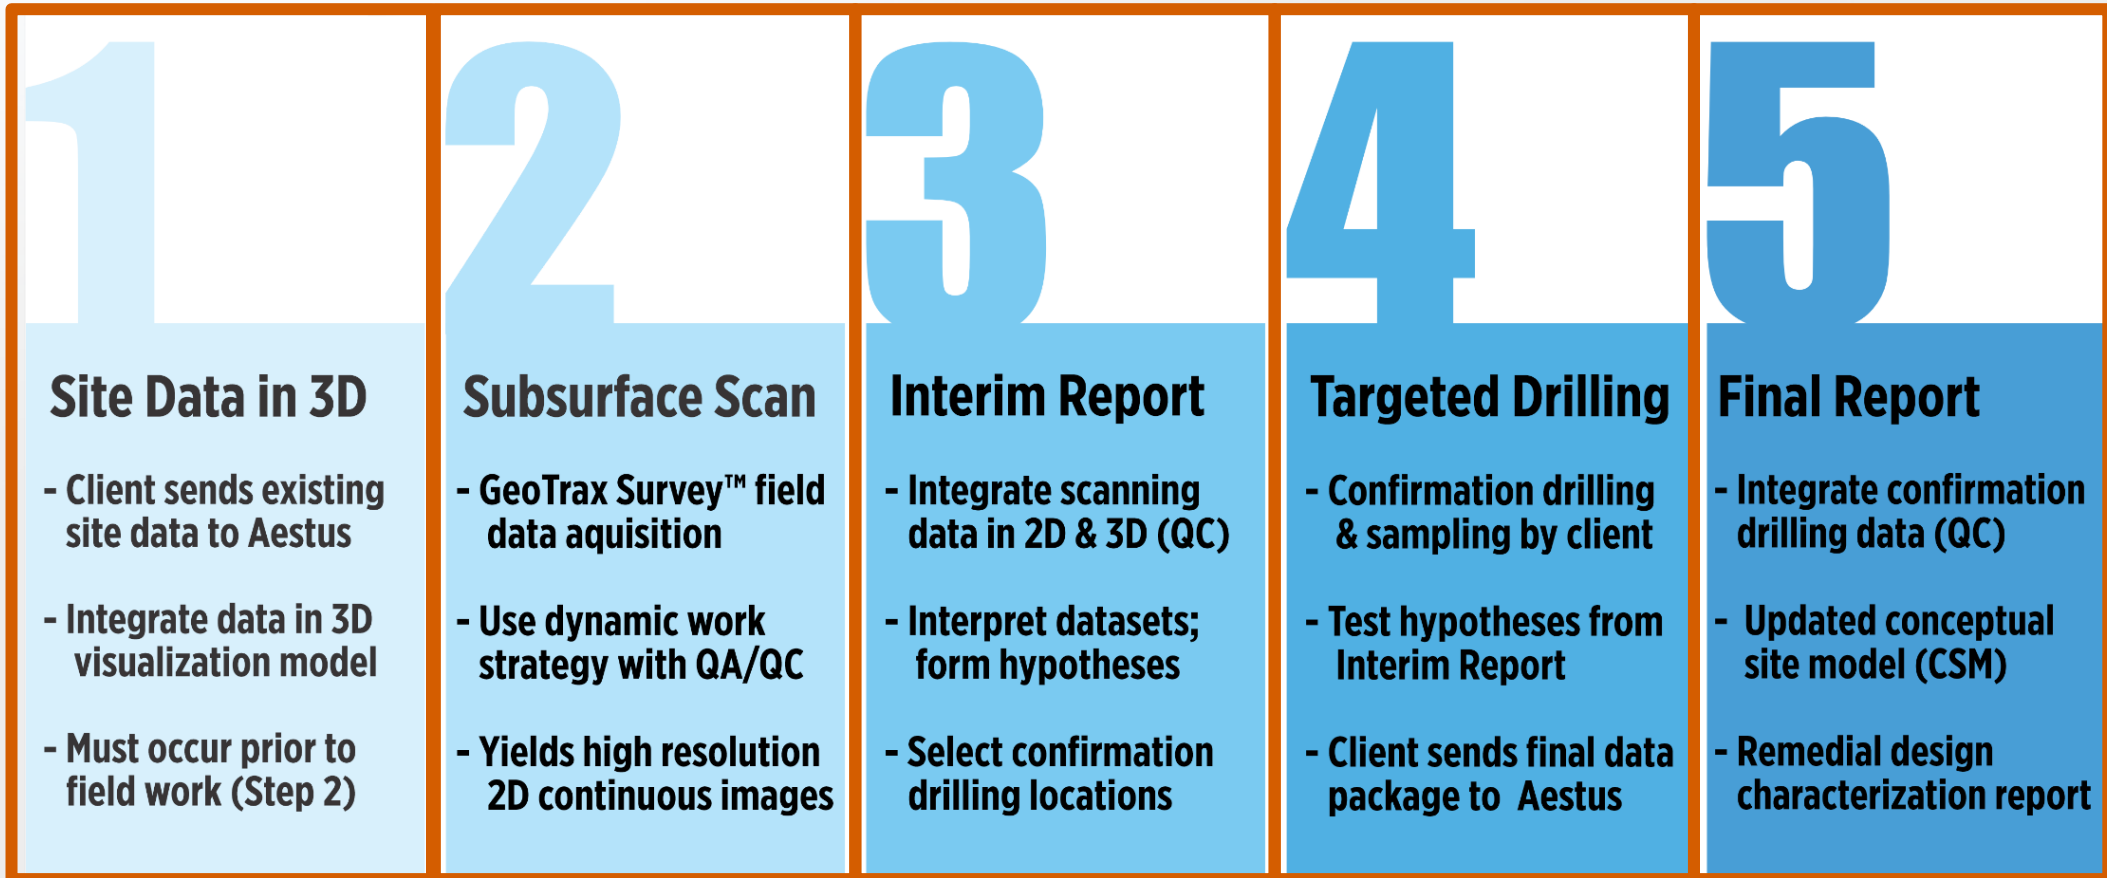 1
Site Data in 3D
- Client sends existing
site data to Aestus
- Integrate data in 3D
visualization model
- Must occur prior to
field work (Step 2)
2
Subsurface Scan
- GeoTrax Survey™ field
data aquisition
- Use dynamic work
strategy with QA/QC
- Yields high resolution
2D continuous images
3
Interim Report
- Integrate scanning
data in 2D & 3D (QC)
- Interpret datasets;
form hypotheses
- Select confirmation
drilling locations
4
Targeted Drilling
- Confirmation drilling
& sampling by client
- Test hypotheses from
Interim Report
- Client sends final data
package to Aestus
5
Final Report
- Integrate confirmation
drilling data (QC)
- Updated conceptual
site model (CSM)
- Remedial design
characterization report